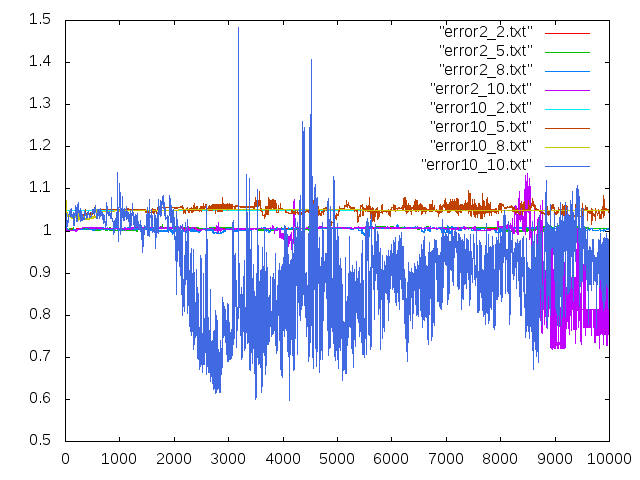 1.5
1.4
1.3
1.2
1.1
1
0.9
0.8
0.7
0.6
0.5
0 1000 2000 3000 4000 5000 6000 7000 8000 9000 10000
"error2_2.txt"
"error2_5.txt"
"error2_8.txt"
"error2_10.txt"
"error10_2.txt"
"error10_5.txt"
"error10_8.txt"
"error10_10.txt"